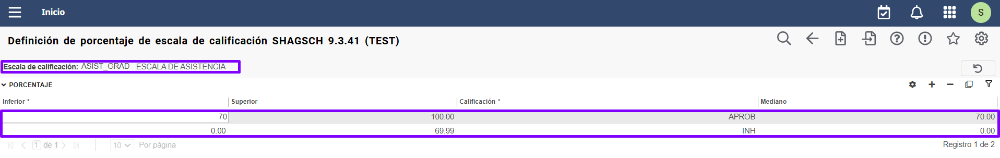 Inicio
S
Definición de porcentaje de escala de calificación SHAGSCH 9.3.41 (TEST)
Escala de calificación: ASIST_GRAD ESCALA DE ASISTENCIA
PORCENTAJE
Inferior * Superior Calificación * Mediano
70 100.00 APROB 70.00
0.00 69.99 INH 0.00
1 de 1 10 Por página Registro 1 de 2